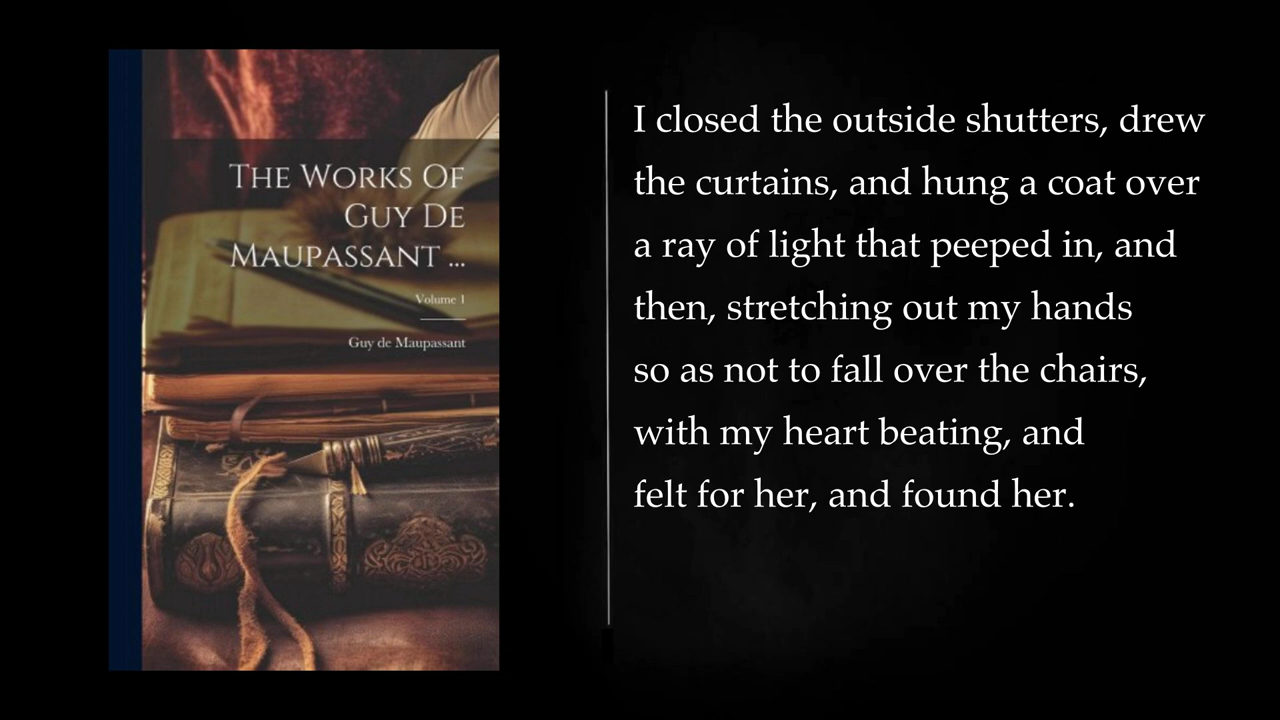 The Works Of
Guy De
Maupassant ...
Volume 1
Guy de Maupassant
I closed the outside shutters, drew
the curtains, and hung a coat over
a ray of light that peeped in, and
then, stretching out my hands
so as not to fall over the chairs,
with my heart beating, and
felt for her, and found her.